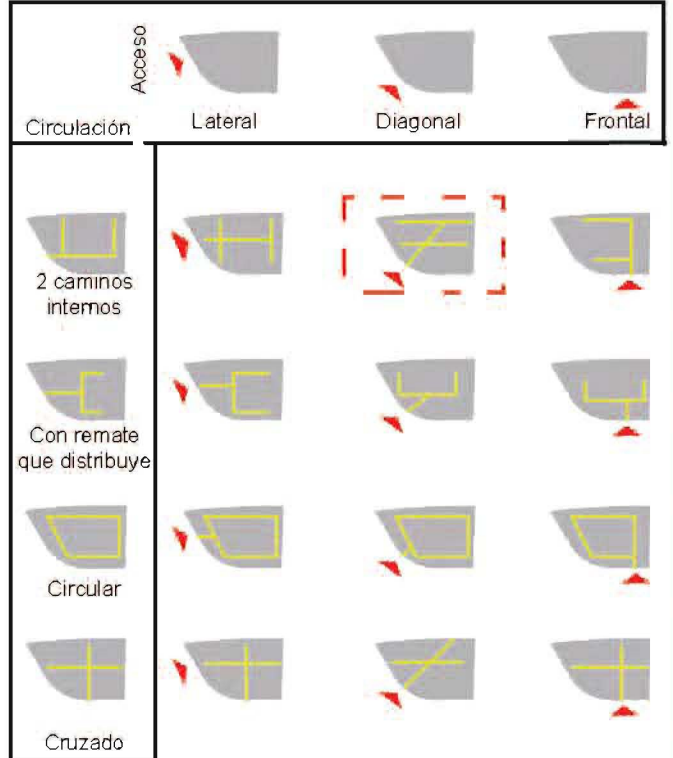 Acceso
Circulación
Lateral
Diagonal
Frontal
2 caminos
internos
Con remate
que distribuye
Circular
Cruzado